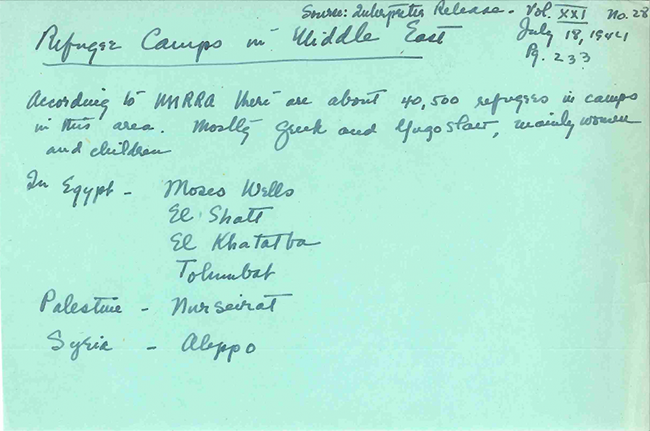 Source: Interpreter Release - Vol. XXI No. 28
July 18, 1944
Pg. 233
Refugee Camps in Middle East
According to UNRRA there are about 40,500 refugees in camps
in this area. Mostly Greek and Yugoslav, mainly women
and children
In Egypt - Moses Wells
El Shatt
El Khatatba
Tolumbat
Palestine - Nurseirat
Syria - Aleppo